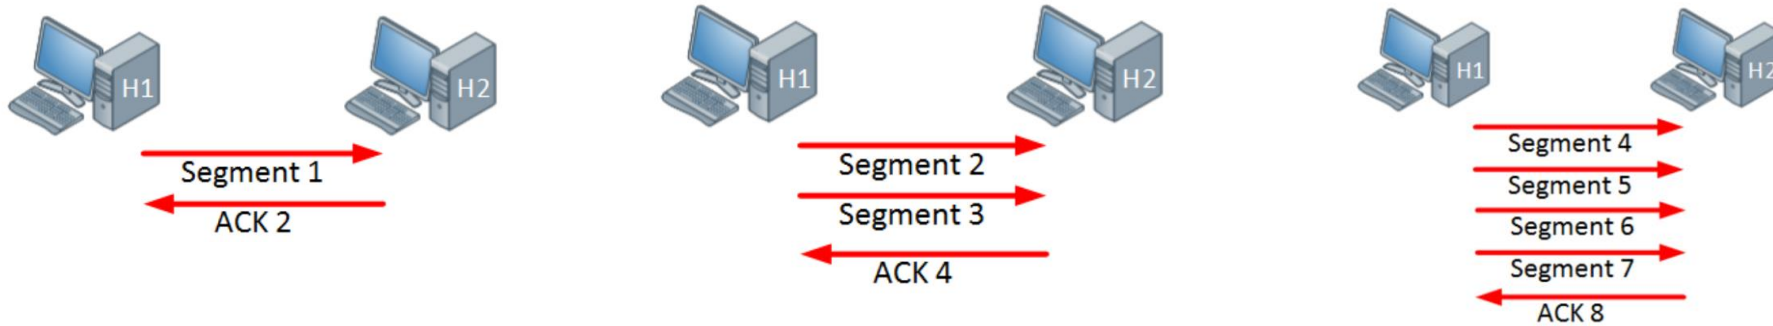 H1
H2
Segment 1
ACK 2
H1
H2
Segment 2
Segment 3
ACK 4
H1
H2
Segment 4
Segment 5
Segment 6
Segment 7
ACK 8